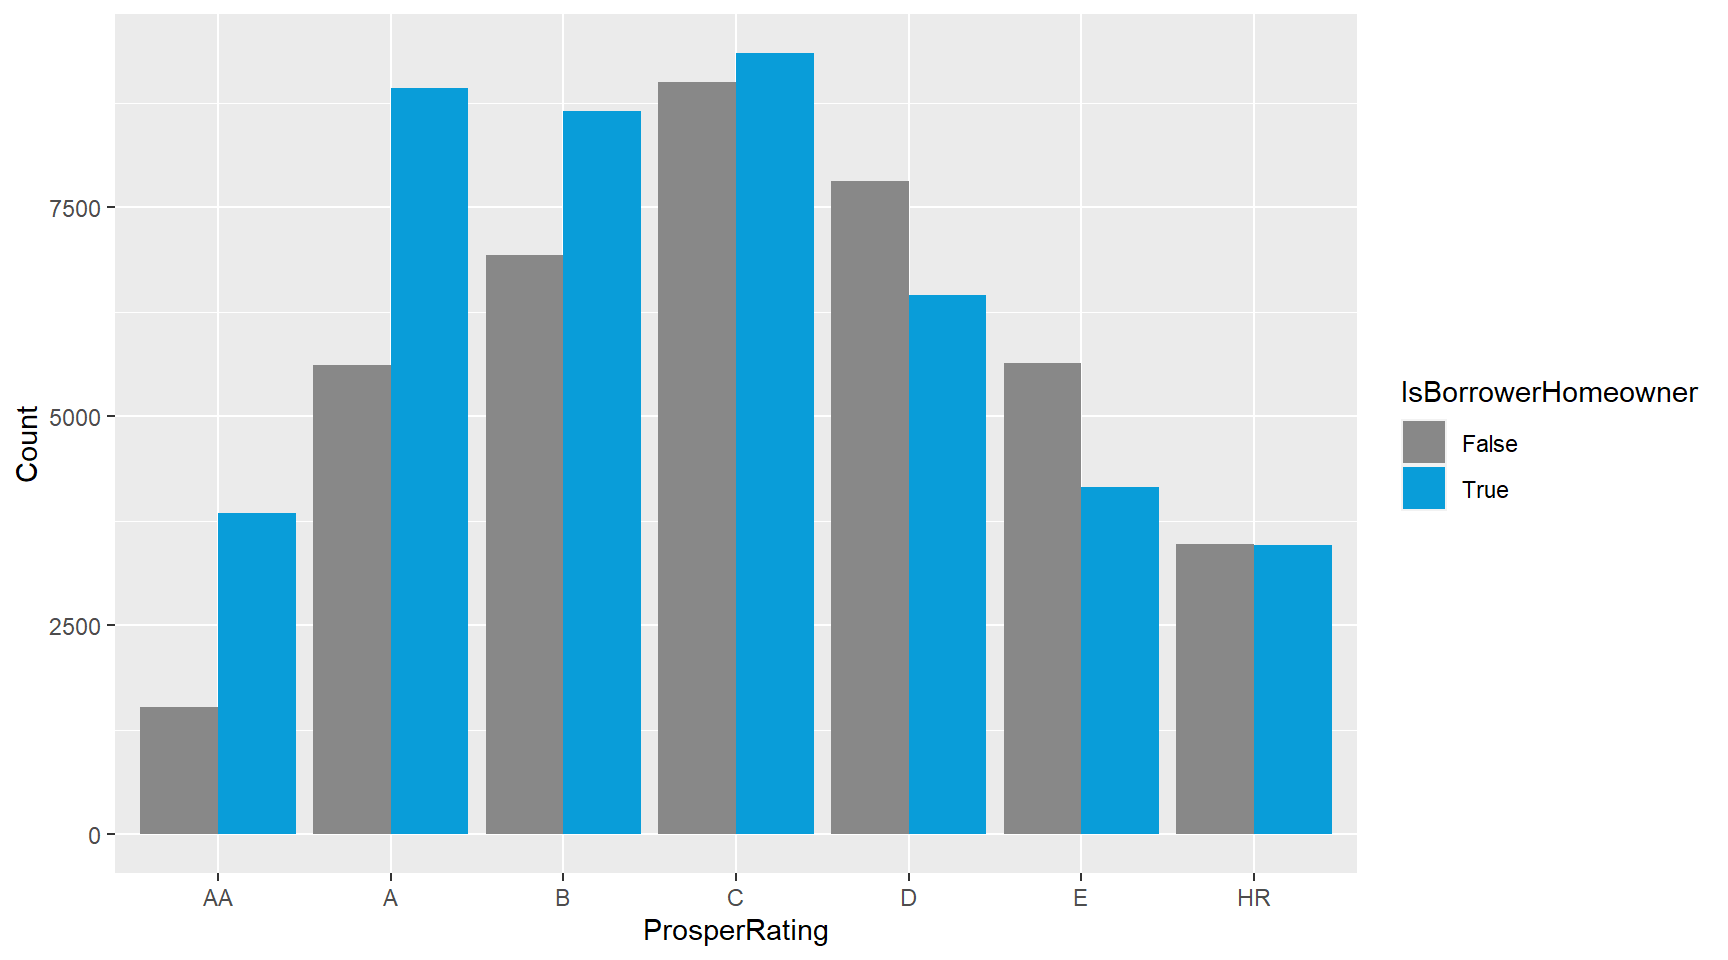 7500
5000
2500
0
Count
AA A B C D E HR
ProsperRating
IsBorrowerHomeowner
False
True